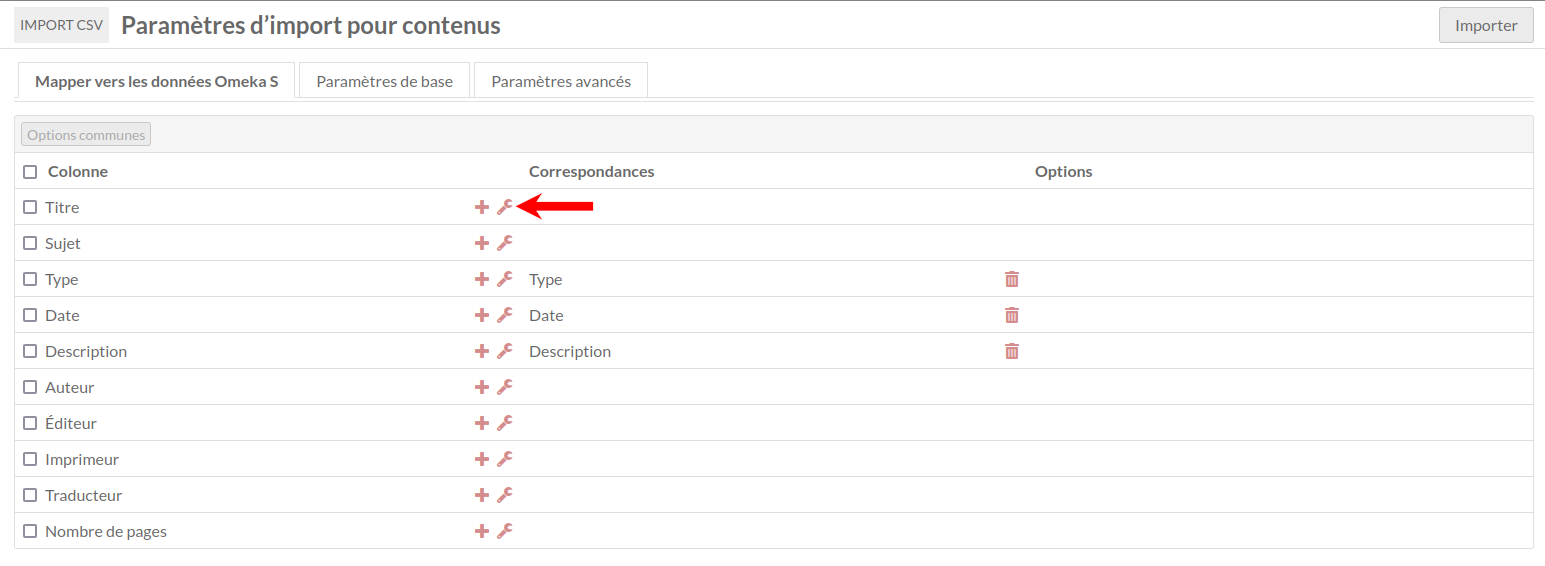 IMPORT CSV Paramètres d’import pour contenus Importer
Mapper vers les données Omeka S Paramètres de base Paramètres avancés
Options communes
Colonne Correspondances Options
Titre
Sujet
Type Type
Date Date
Description Description
Auteur
Éditeur
Imprimeur
Traducteur
Nombre de pages